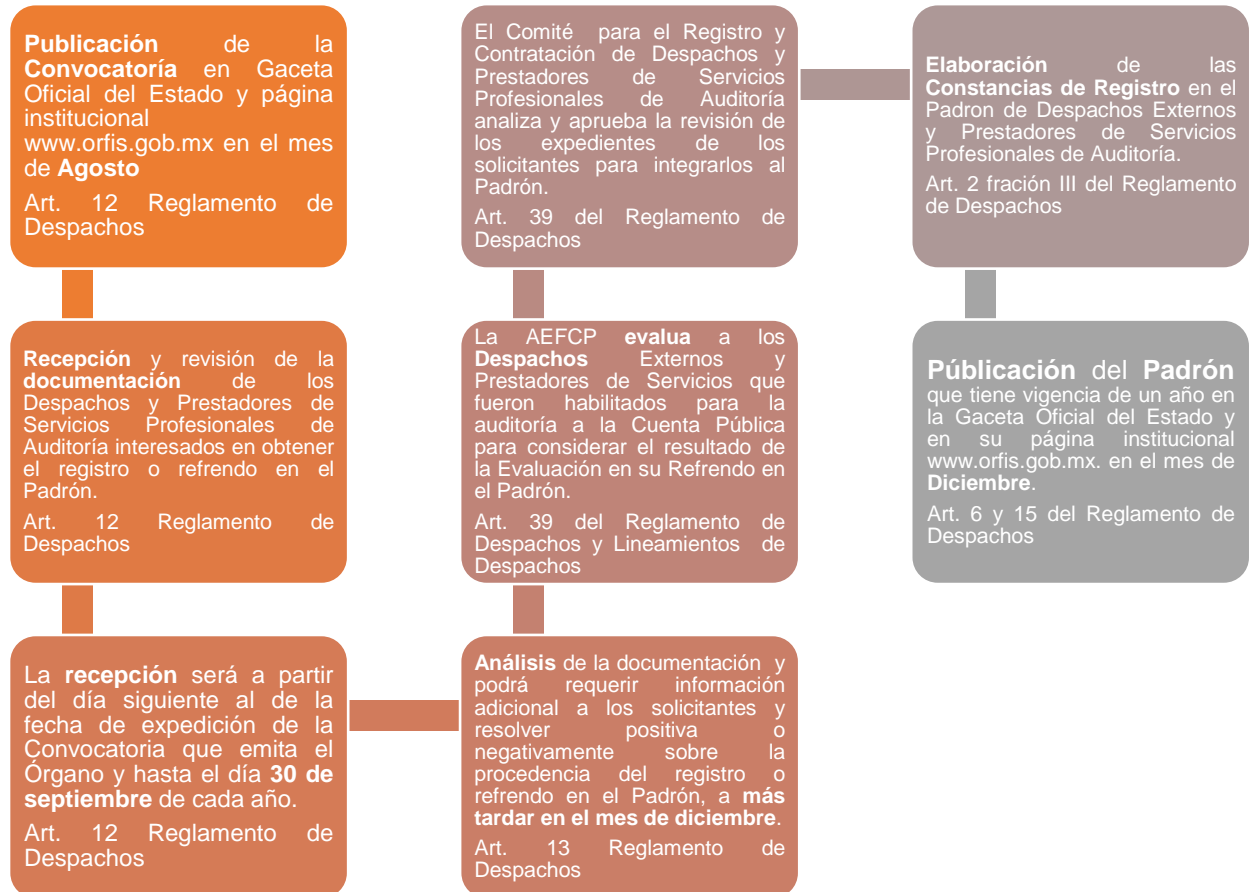 Publicación de la
Convocatoría en Gaceta
Oficial del Estado y página
institucional
www.orfis.gob.mx en el mes
de Agosto
Art. 12 Reglamento de
Despachos
Recepción y revisión de la
documentación de los
Despachos y Prestadores de
Servicios Profesionales de
Auditoría interesados en obtener
el registro o refrendo en el
Padrón.
Art. 12 Reglamento de
Despachos
La recepción será a partir
del día siguiente al de la
fecha de expedición de la
Convocatoria que emita el
Órgano y hasta el día 30 de
septiembre de cada año.
Art. 12 Reglamento de
Despachos
Análisis de la documentación y
podrá requerir información
adicional a los solicitantes y
resolver positiva o
negativamente sobre la
procedencia del registro o
refrendo en el Padrón, a más
tardar en el mes de diciembre.
Art. 13 Reglamento de
Despachos
La AEFCP evalua a los
Despachos Externos y
Prestadores de Servicios que
fueron habilitados para la
auditoría a la Cuenta Pública
para considerar el resultado de
la Evaluación en su Refrendo en
el Padrón.
Art. 39 del Reglamento de
Despachos y Lineamientos de
Despachos
El Comité para el Registro y
Contratación de Despachos y
Prestadores de Servicios
Profesionales de Auditoría
analiza y aprueba la revisión de
los expedientes de los
solicitantes para integrarlos al
Padrón.
Art. 39 del Reglamento de
Despachos
Elaboración de las
Constancias de Registro en el
Padron de Despachos Externos
y Prestadores de Servicios
Profesionales de Auditoría.
Art. 2 fración III del Reglamento
de Despachos
Públicación del Padrón
que tiene vigencia de un año en
la Gaceta Oficial del Estado y
en su página institucional
www.orfis.gob.mx. en el mes de
Diciembre.
Art. 6 y 15 del Reglamento de
Despachos